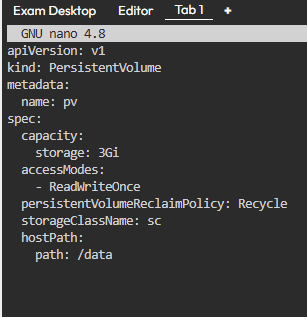 Exam Desktop Editor Tab 1 +
GNU nano 4.8
apiVersion: v1
kind: PersistentVolume
metadata:
  name: pv
spec:
  capacity:
    storage: 3Gi
  accessModes:
    - ReadWriteOnce
  persistentVolumeReclaimPolicy: Recycle
  storageClassName: sc
  hostPath:
    path: /data